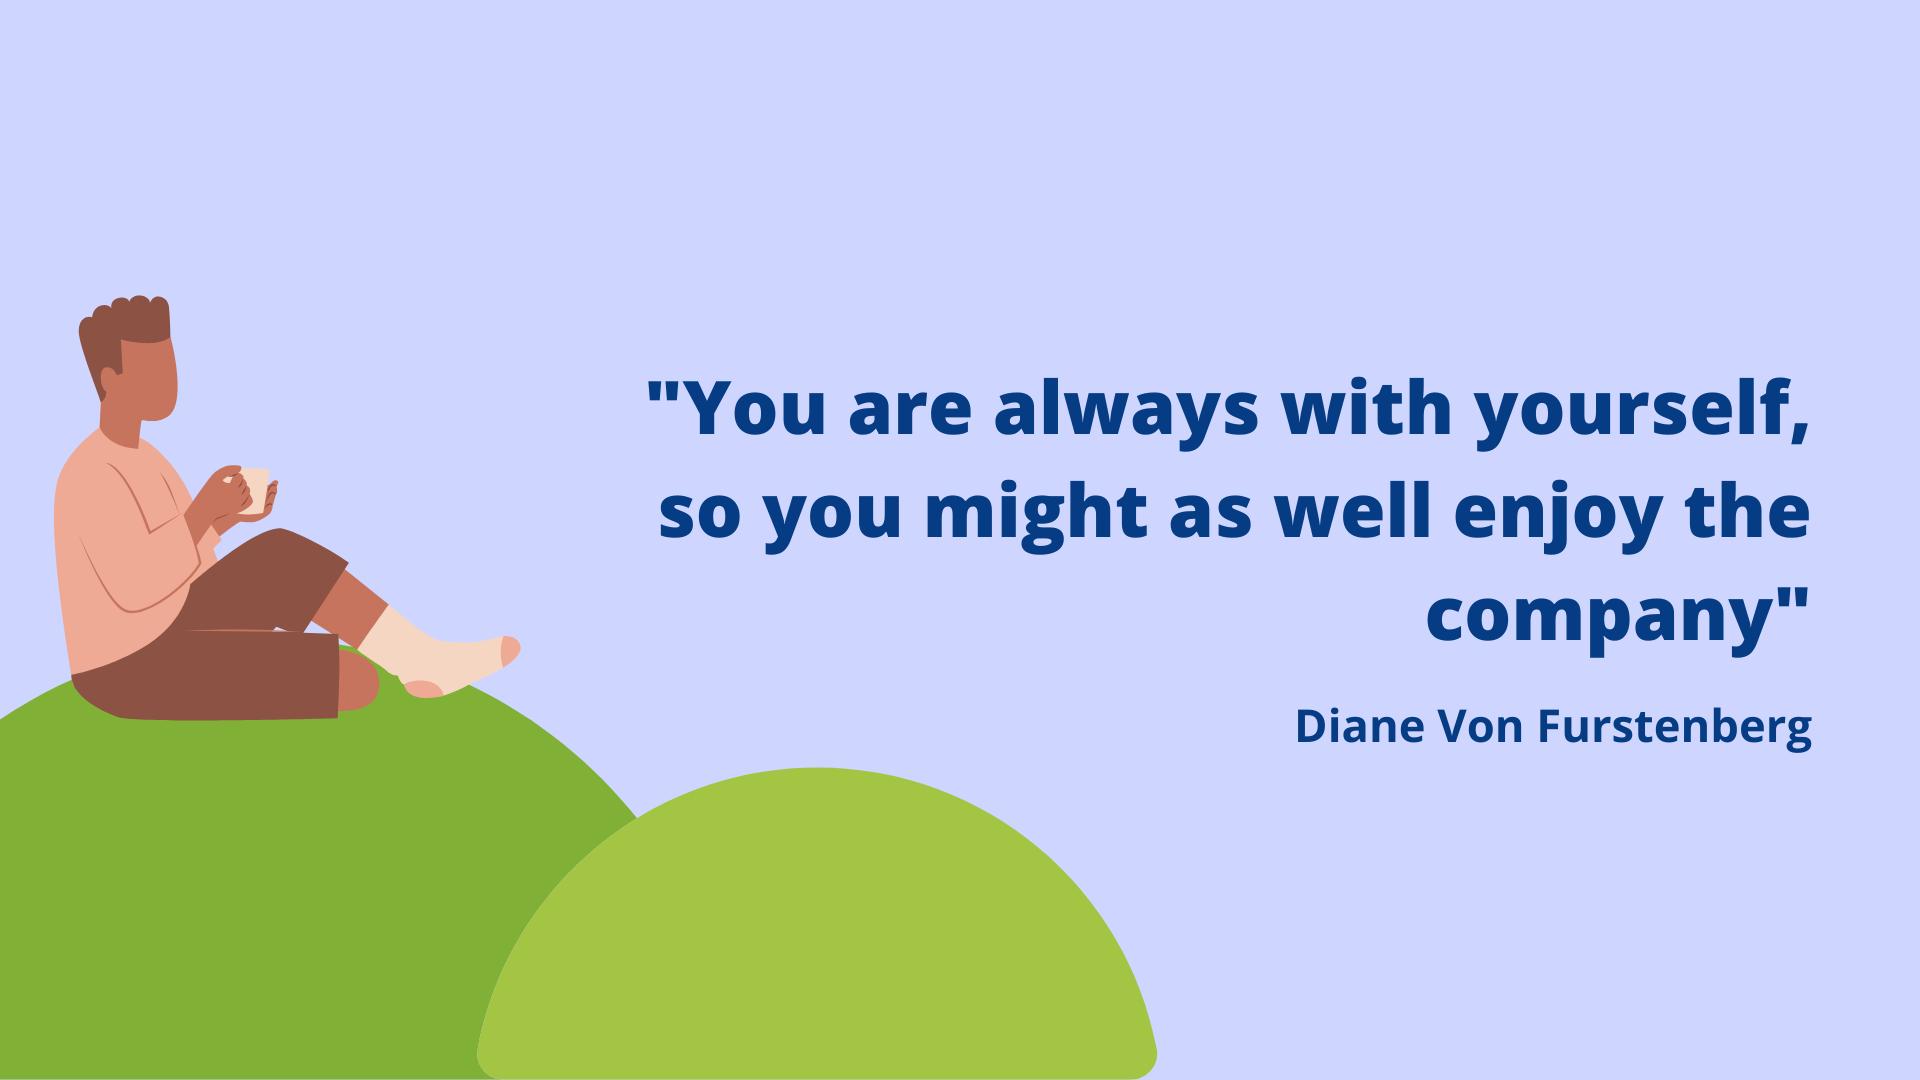 "You are always with yourself,
so you might as well enjoy the
company"
Diane Von Furstenberg